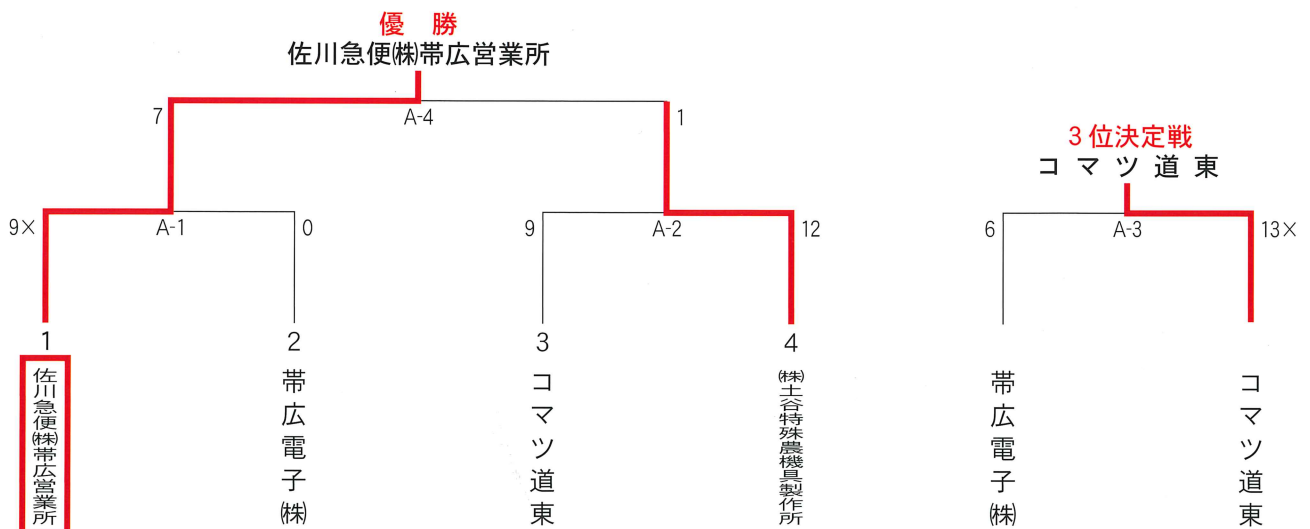 優勝
佐川急便㈱帯広営業所
7
A-4
1
9×
A-1
0
9
A-2
12
1
2
3
4
佐川急便㈱帯広営業所
帯広電子㈱
コマツ道東
㈱土谷特殊農機具製作所
3位決定戦
コマツ道東
6
A-3
13×
帯広電子㈱
コマツ道東